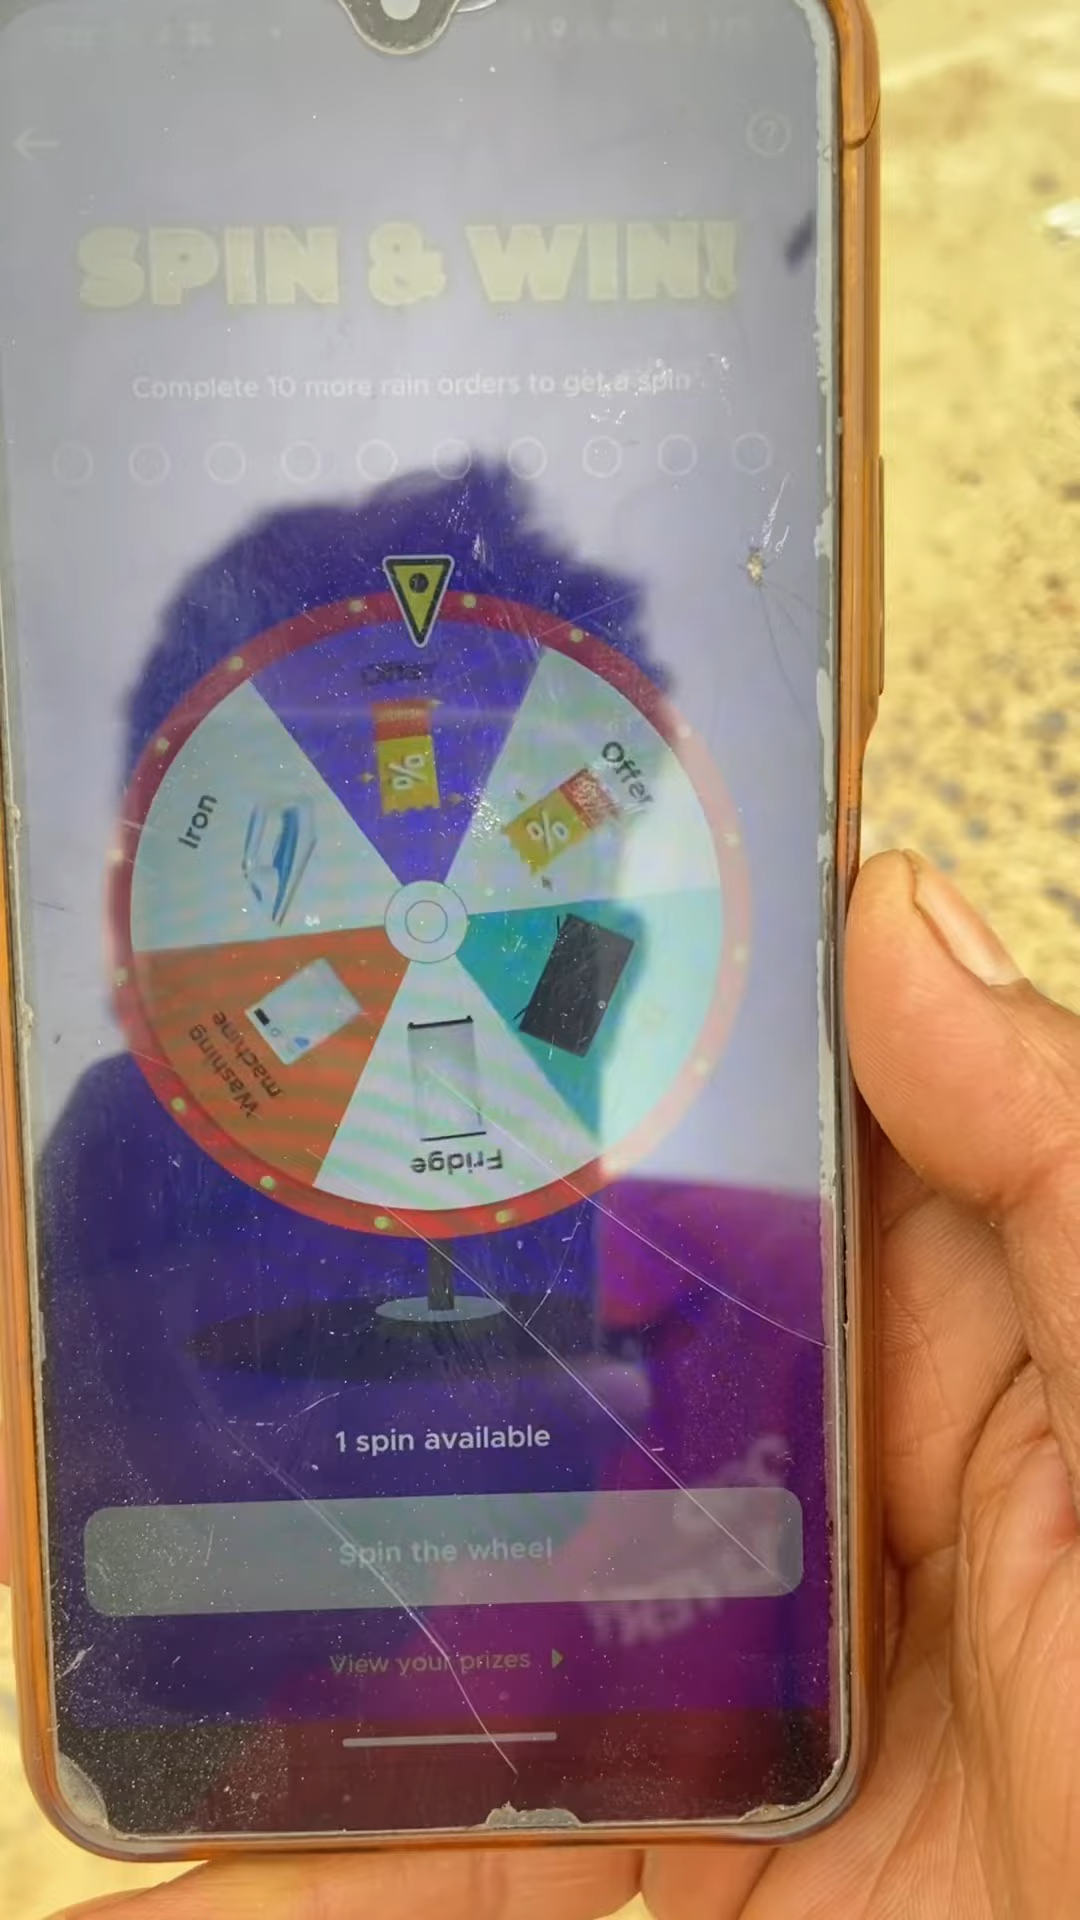 SPIN & WIN!
Complete 10 more rain orders to get a spin
Offer
%
Offer
%
Iron
Washing
machine
Fridge
1 spin available
Spin the wheel
View your prizes